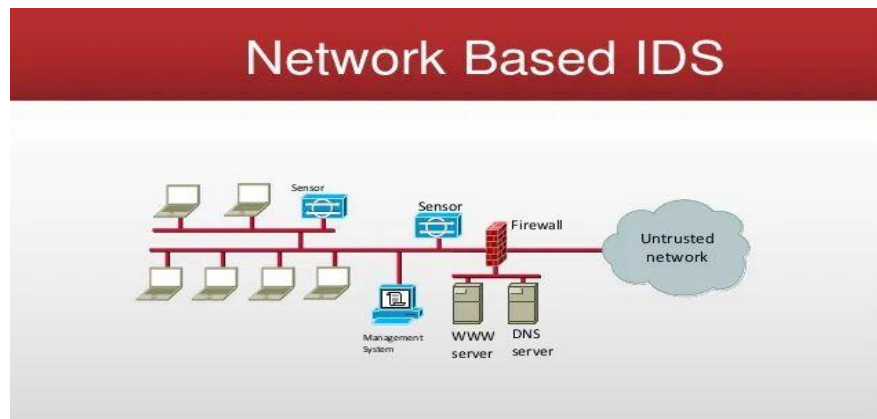 Network Based IDS
Sensor
Sensor
Firewall
Untrusted
network
Management
System
WWW
server
DNS
server